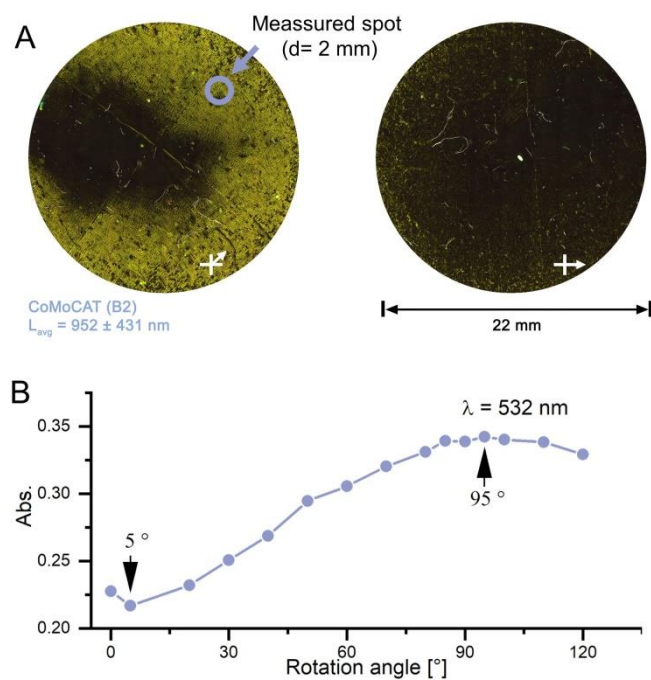 A
Meassured spot
(d= 2 mm)
CoMoCAT (B2)
Lavg = 952 ± 431 nm
22 mm
B
λ = 532 nm
95 °
5 °
Abs.
0.35
0.30
0.25
0.20
0 30 60 90 120
Rotation angle [°]